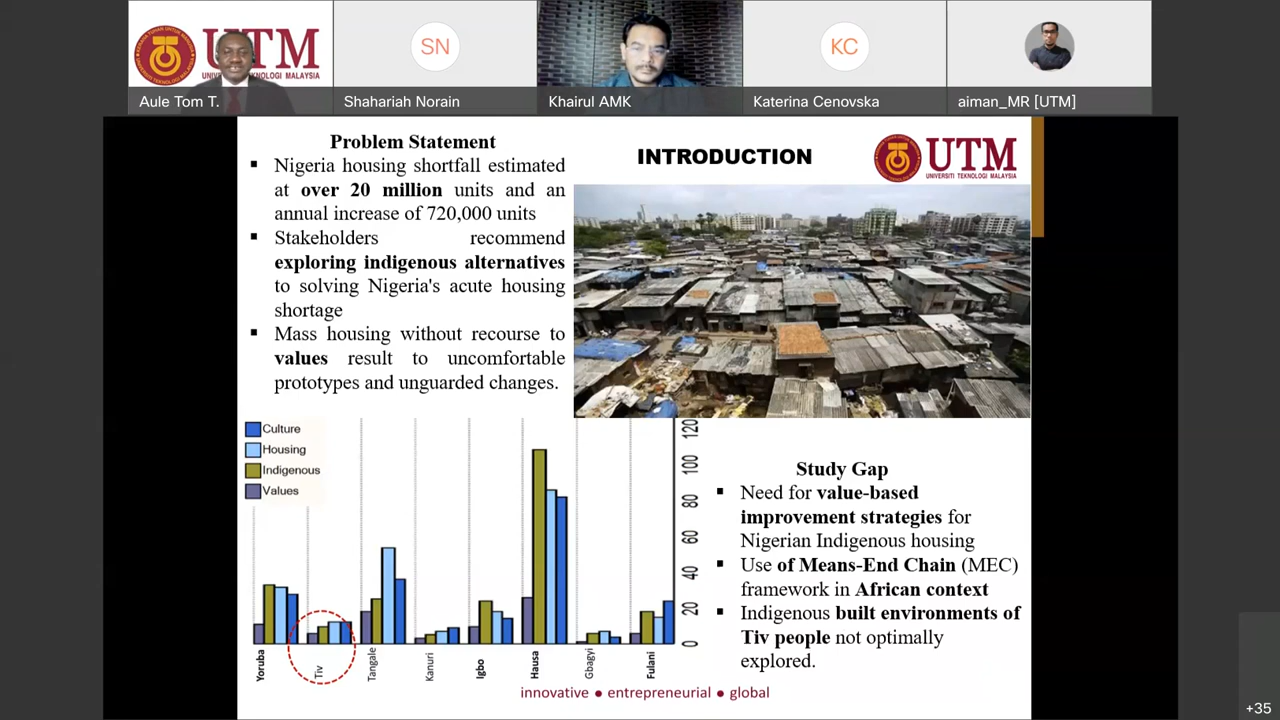 UTM
UNIVERSITI TEKNOLOGI MALAYSIA
Aule Tom T.
SN
Shahariah Norain
Khairul AMK
KC
Katerina Cenovska
aiman_MR [UTM]
Problem Statement
▪ Nigeria housing shortfall estimated
at over 20 million units and an
annual increase of 720,000 units
▪ Stakeholders recommend
exploring indigenous alternatives
to solving Nigeria's acute housing
shortage
▪ Mass housing without recourse to
values result to uncomfortable
prototypes and unguarded changes.
INTRODUCTION
UTM
UNIVERSITI TEKNOLOGI MALAYSIA
Culture
Housing
Indigenous
Values
120
100
80
60
40
20
0
Yoruba
Tiv
Tangale
Kanuri
Igbo
Hausa
Gbagyi
Fulani
Study Gap
▪ Need for value-based
improvement strategies for
Nigerian Indigenous housing
▪ Use of Means-End Chain (MEC)
framework in African context
▪ Indigenous built environments of
Tiv people not optimally
explored.
innovative ● entrepreneurial ● global
+35